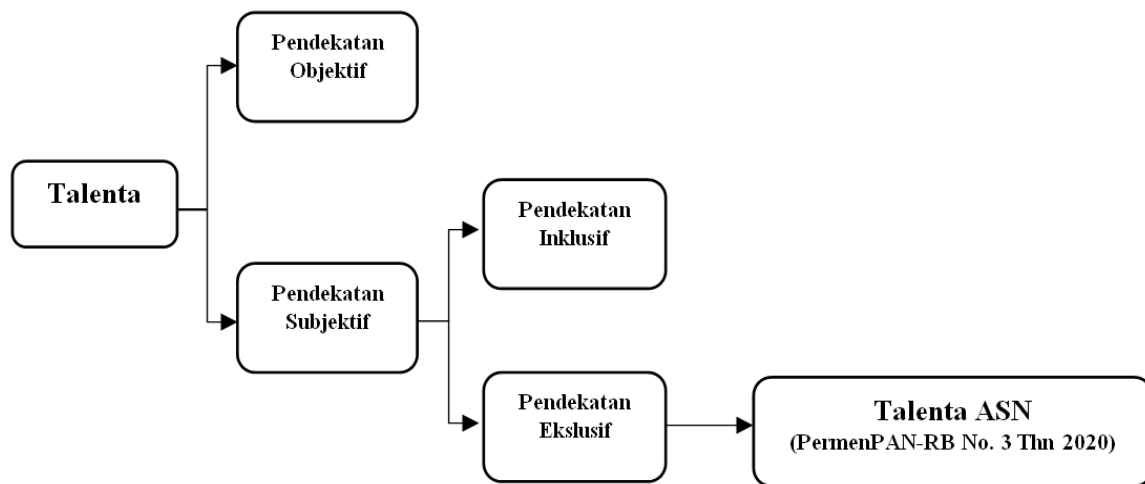 Pendekatan
Objektif
Talenta
Pendekatan
Inklusif
Pendekatan
Subjektif
Pendekatan
Ekslusif
Talenta ASN
(PermenPAN-RB No. 3 Thn 2020)